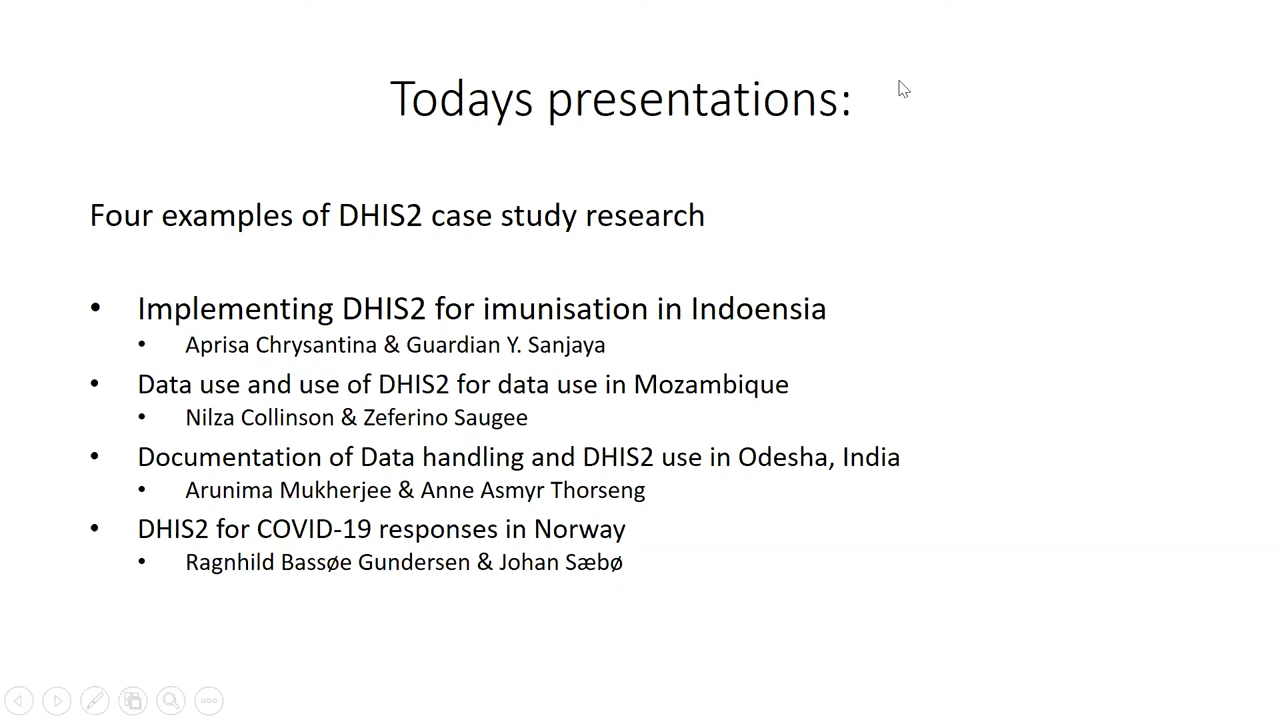 Todays presentations:
Four examples of DHIS2 case study research
• Implementing DHIS2 for imunisation in Indoensia
• Aprisa Chrysantina & Guardian Y. Sanjaya
• Data use and use of DHIS2 for data use in Mozambique
• Nilza Collinson & Zeferino Saugee
• Documentation of Data handling and DHIS2 use in Odesha, India
• Arunima Mukherjee & Anne Asmyr Thorseng
• DHIS2 for COVID-19 responses in Norway
• Ragnhild Bassøe Gundersen & Johan Sæbø